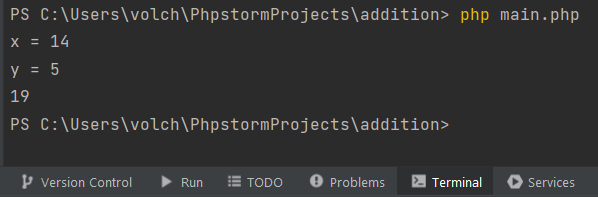 PS C:\Users\volch\PhpstormProjects\addition> php main.php
x = 14
y = 5
19
PS C:\Users\volch\PhpstormProjects\addition>
Version Control Run TODO Problems Terminal Services